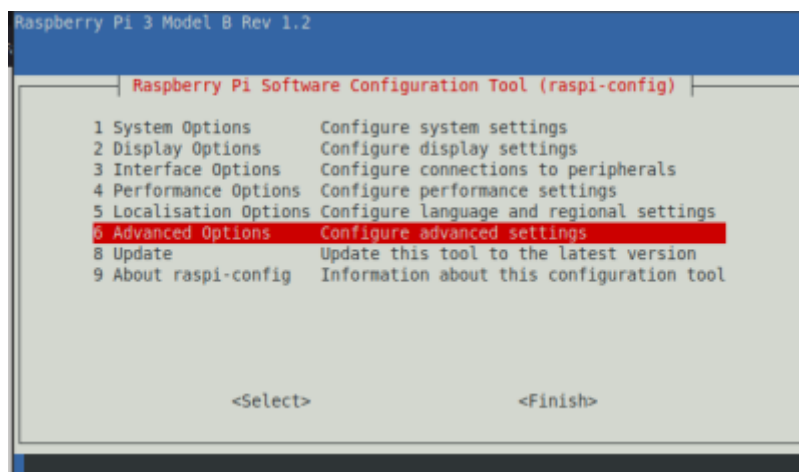 Raspberry Pi 3 Model B Rev 1.2
Raspberry Pi Software Configuration Tool (raspi-config)
1 System Options Configure system settings
2 Display Options Configure display settings
3 Interface Options Configure connections to peripherals
4 Performance Options Configure performance settings
5 Localisation Options Configure language and regional settings
6 Advanced Options Configure advanced settings
8 Update Update this tool to the latest version
9 About raspi-config Information about this configuration tool
<Select> <Finish>